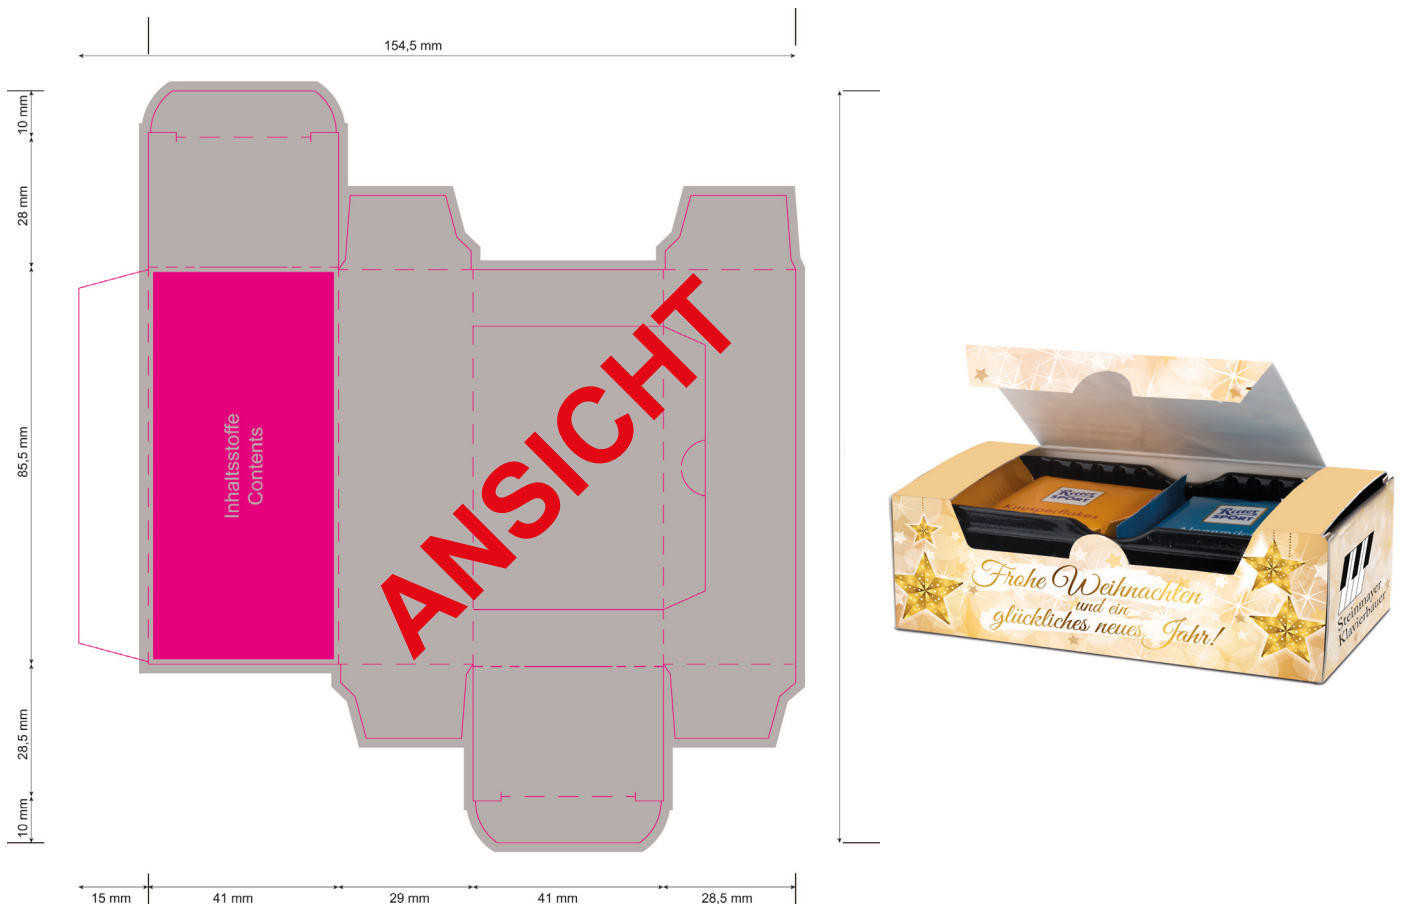 154,5 mm
10 mm
28 mm
85,5 mm
28,5 mm
10 mm
Inhaltsstoffe
Contents
ANSICHT
15 mm
41 mm
29 mm
41 mm
28,5 mm
Ritter
SPORT
Knusperflakes
Ritter
SPORT
Frohe Weihnachten
und ein
glückliches neues Jahr!
Steinmayer
Klavierbauer